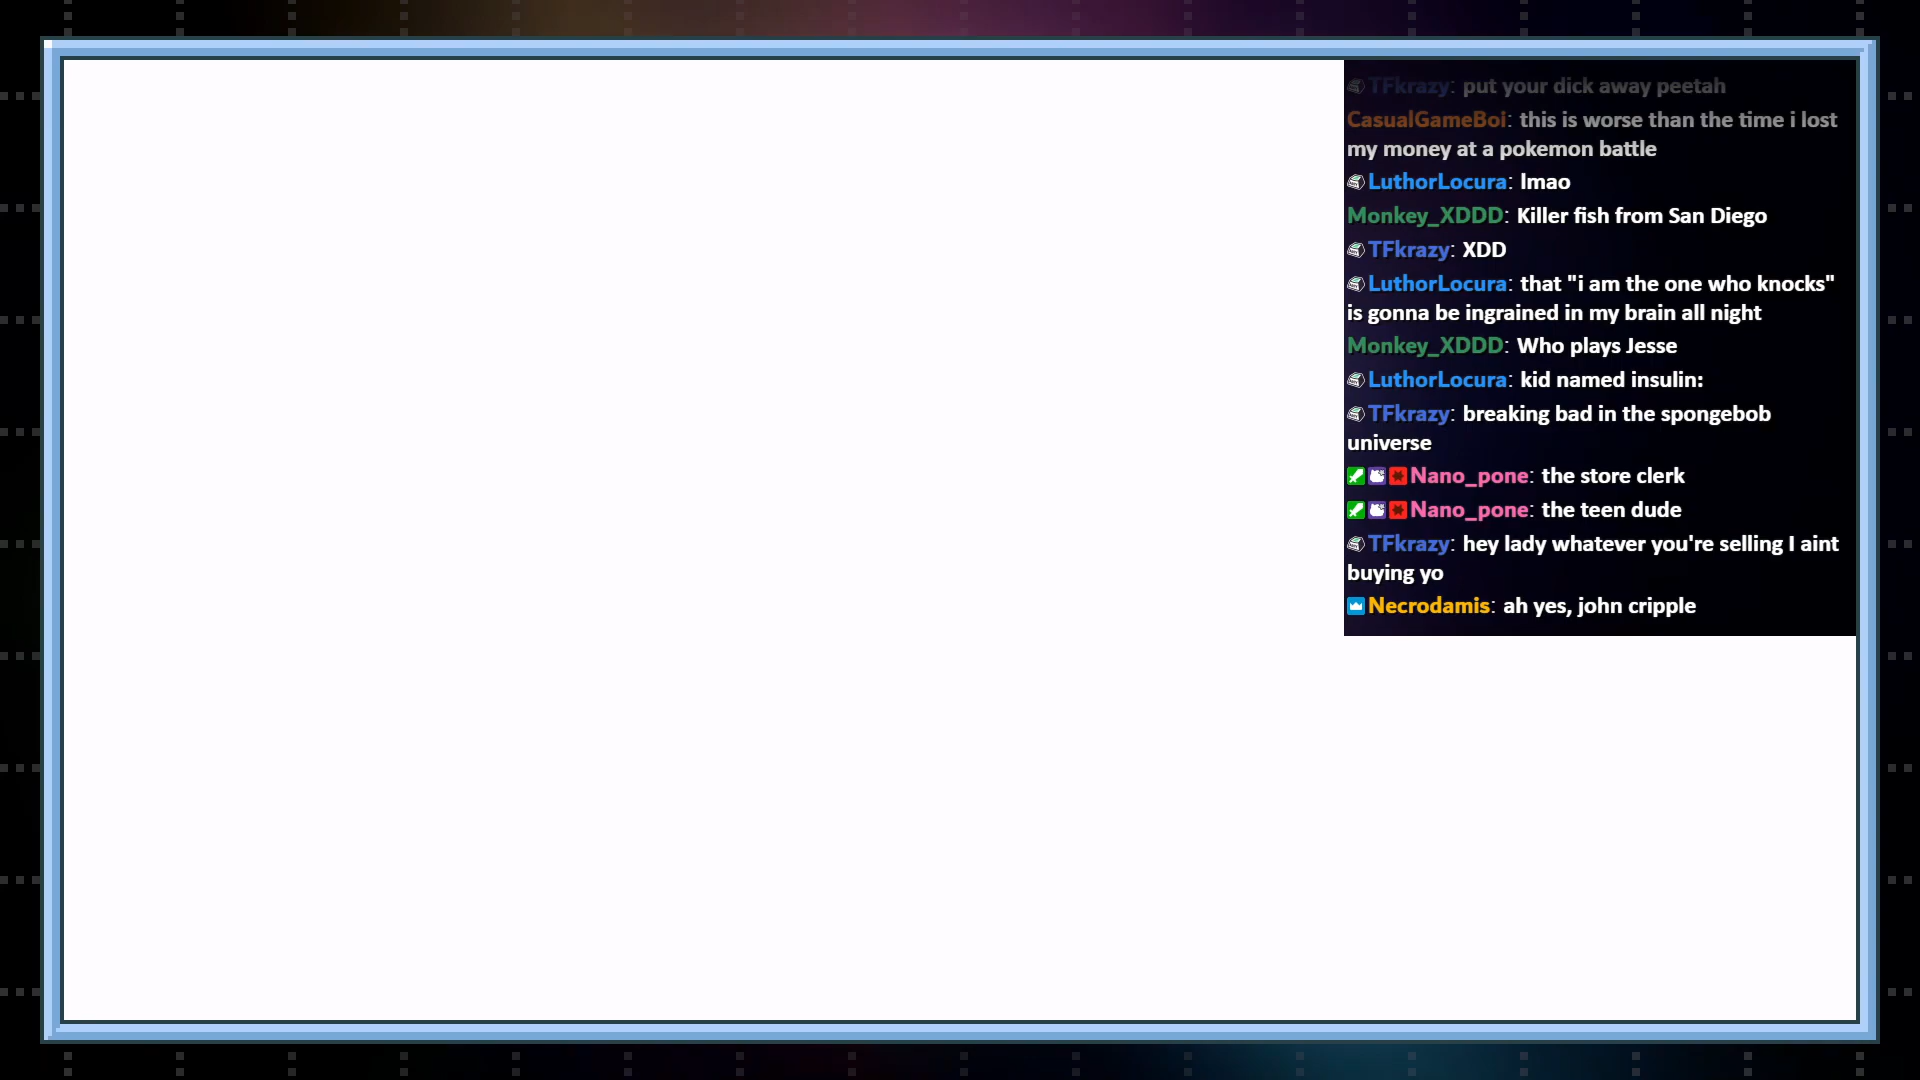 TFkrazy: put your dick away peetah
CasualGameBoi: this is worse than the time i lost
my money at a pokemon battle
LuthorLocura: lmao
Monkey_XDDD: Killer fish from San Diego
TFkrazy: XDD
LuthorLocura: that "i am the one who knocks"
is gonna be ingrained in my brain all night
Monkey_XDDD: Who plays Jesse
LuthorLocura: kid named insulin:
TFkrazy: breaking bad in the spongebob
universe
Nano_pone: the store clerk
Nano_pone: the teen dude
TFkrazy: hey lady whatever you're selling I aint
buying yo
Necrodamis: ah yes, john cripple